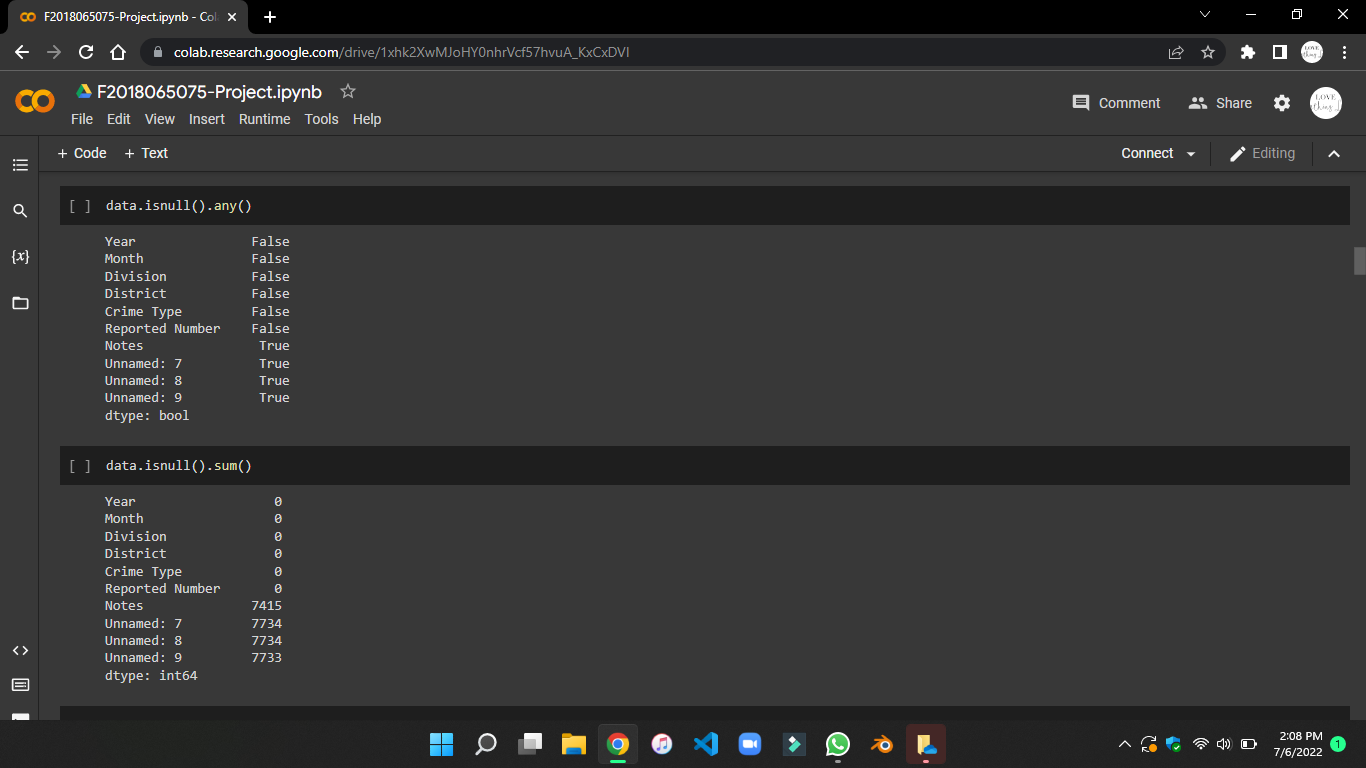 F2018065075-Project.ipynb - Col
colab.research.google.com/drive/1xhk2XwMJoHY0nhrVcf57hvuA_KxCxDVI
F2018065075-Project.ipynb
File Edit View Insert Runtime Tools Help
Comment Share
+ Code + Text Connect Editing
{x}
[ ] data.isnull().any()
Year False
Month False
Division False
District False
Crime Type False
Reported Number False
Notes True
Unnamed: 7 True
Unnamed: 8 True
Unnamed: 9 True
dtype: bool
[ ] data.isnull().sum()
Year 0
Month 0
Division 0
District 0
Crime Type 0
Reported Number 0
Notes 7415
Unnamed: 7 7734
Unnamed: 8 7734
Unnamed: 9 7733
dtype: int64
2:08 PM
7/6/2022 1